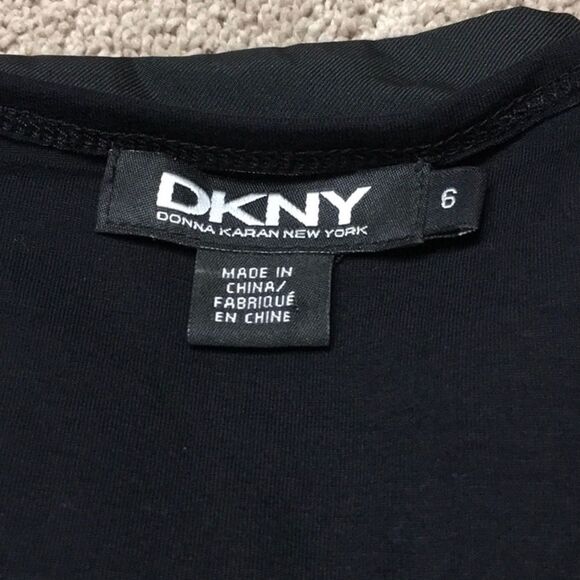 DKNY
DONNA KARAN NEW YORK
6
MADE IN
CHINA/
FABRIQUÉ
EN CHINE